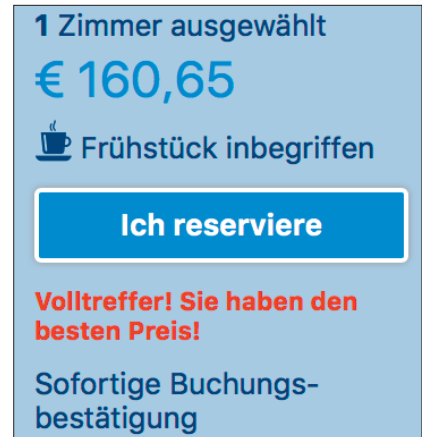 1 Zimmer ausgewählt
€ 160,65
Frühstück inbegriffen
Ich reserviere
Volltreffer! Sie haben den
besten Preis!
Sofortige Buchungs-
bestätigung